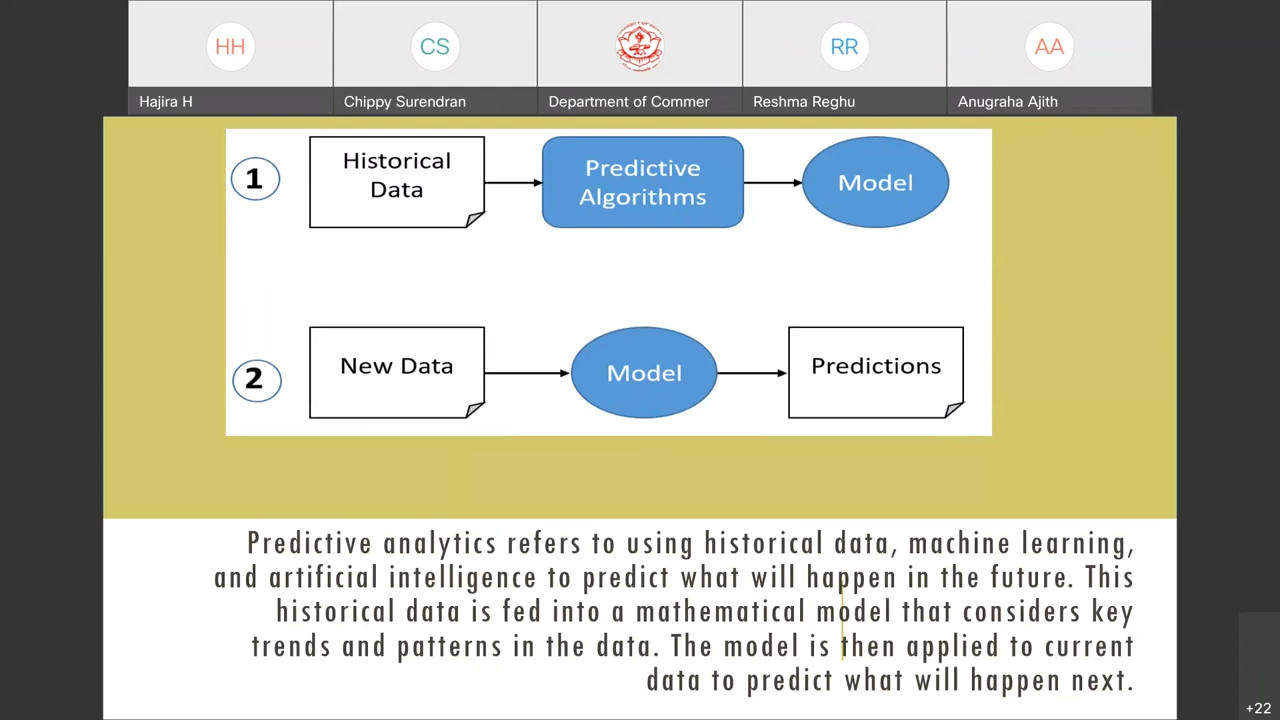 HH
CS
RR
AA
Hajira H
Chippy Surendran
Department of Commer
Reshma Reghu
Anugraha Ajith
1
Historical
Data
Predictive
Algorithms
Model
2
New Data
Model
Predictions
Predictive analytics refers to using historical data, machine learning,
and artificial intelligence to predict what will happen in the future. This
historical data is fed into a mathematical model that considers key
trends and patterns in the data. The model is then applied to current
data to predict what will happen next.
+22